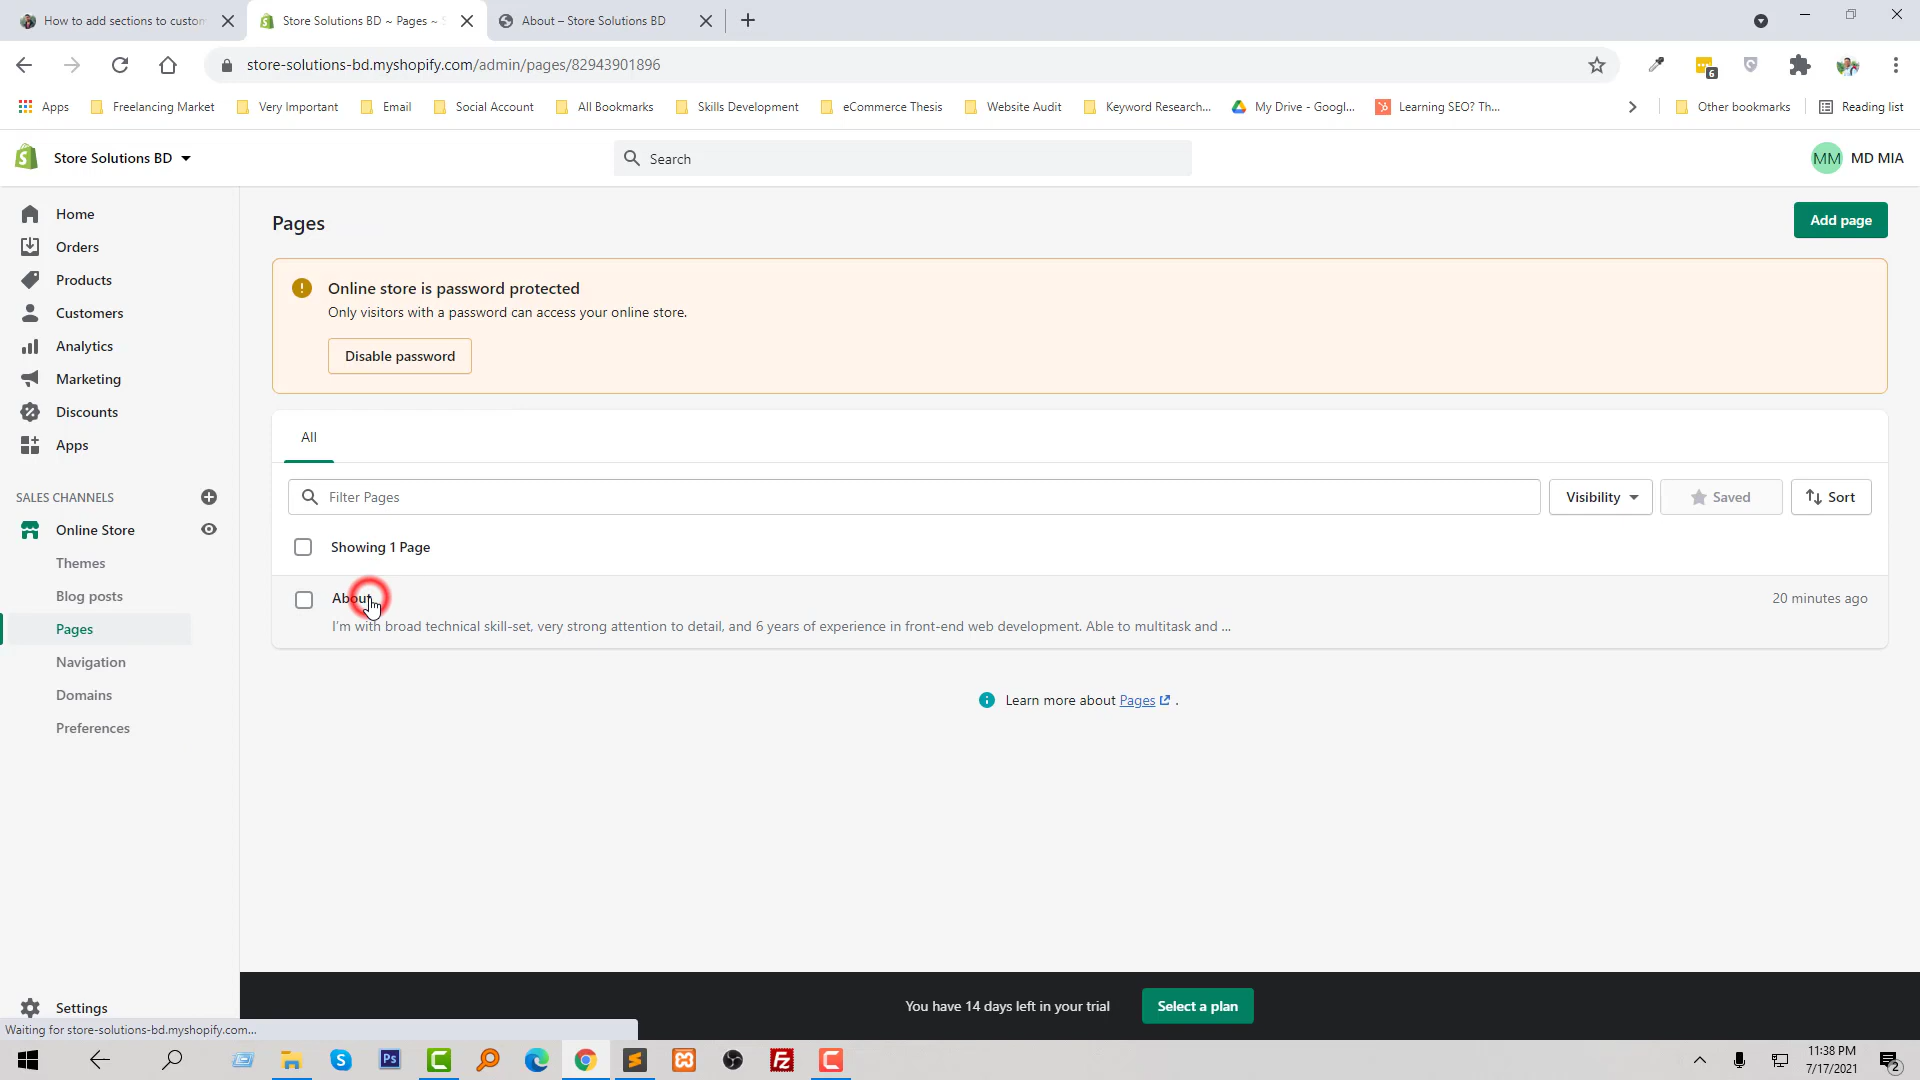 How to add sections to custom
Store Solutions BD ~ Pages ~
About – Store Solutions BD
store-solutions-bd.myshopify.com/admin/pages/82943901896
6
Apps
Freelancing Market
Very Important
Email
Social Account
All Bookmarks
Skills Development
eCommerce Thesis
Website Audit
Keyword Research...
My Drive - Googl...
Learning SEO? Th...
Other bookmarks
Reading list
Store Solutions BD
Search
MM
MD MIA
Home
Orders
Products
Customers
Analytics
Marketing
Discounts
Apps
SALES CHANNELS
Online Store
Themes
Blog posts
Pages
Navigation
Domains
Preferences
Settings
Pages
Add page
Online store is password protected
Only visitors with a password can access your online store.
Disable password
All
Filter Pages
Visibility
Saved
Sort
Showing 1 Page
About
20 minutes ago
I'm with broad technical skill-set, very strong attention to detail, and 6 years of experience in front-end web development. Able to multitask and ...
Learn more about Pages .
You have 14 days left in your trial
Select a plan
Waiting for store-solutions-bd.myshopify.com...
Ps
Fz
11:38 PM
7/17/2021
2